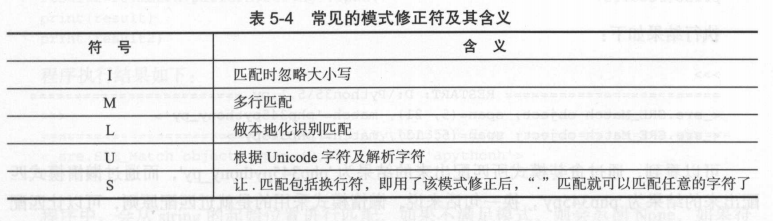 表 5-4 常见的模式修正符及其含义
符 号 含 义
I 匹配时忽略大小写
M 多行匹配
L 做本地化识别匹配
U 根据 Unicode 字符及解析字符
S 让 . 匹配包括换行符，即用了该模式修正后，“.”匹配就可以匹配任意的字符了